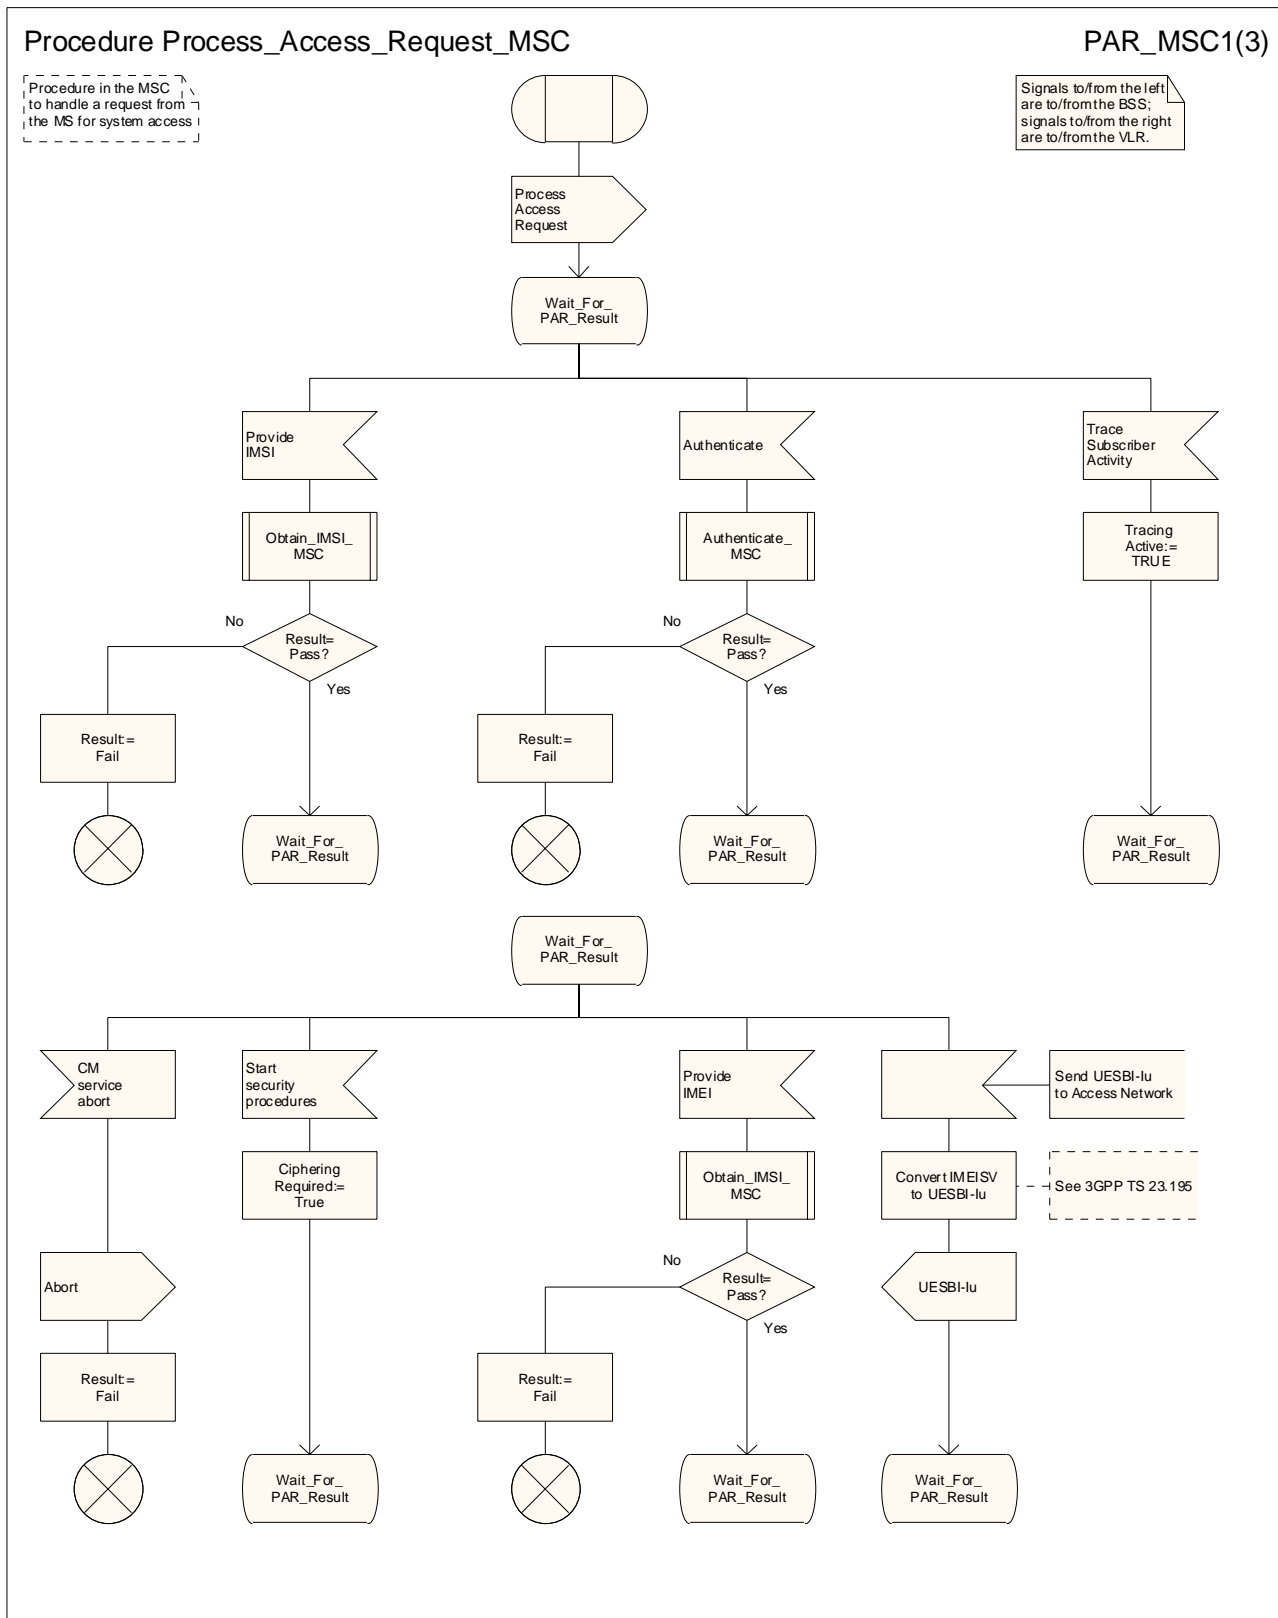 Procedure Process_Access_Request_MSC
PAR_MSC1(3)
Procedure in the MSC
to handle a request from
the MS for system access
Signals to/from the left
are to/from the BSS;
signals to/from the right
are to/from the VLR.
Process
Access
Request
Wait_For_
PAR_Result
Provide
IMSI
Authenticate
Trace
Subscriber
Activity
Obtain_IMSI_
MSC
Authenticate_
MSC
Tracing
Active:=
TRUE
No
Result=
Pass?
Yes
No
Result=
Pass?
Yes
Result:=
Fail
Result:=
Fail
Wait_For_
PAR_Result
Wait_For_
PAR_Result
Wait_For_
PAR_Result
Wait_For_
PAR_Result
CM
service
abort
Start
security
procedures
Provide
IMEI
Send UESBI-Iu
to Access Network
Ciphering
Required:=
True
Obtain_IMSI_
MSC
Convert IMEISV
to UESBI-Iu
See 3GPP TS 23.195
Abort
No
Result=
Pass?
Yes
UESBI-Iu
Result:=
Fail
Result:=
Fail
Wait_For_
PAR_Result
Wait_For_
PAR_Result
Wait_For_
PAR_Result